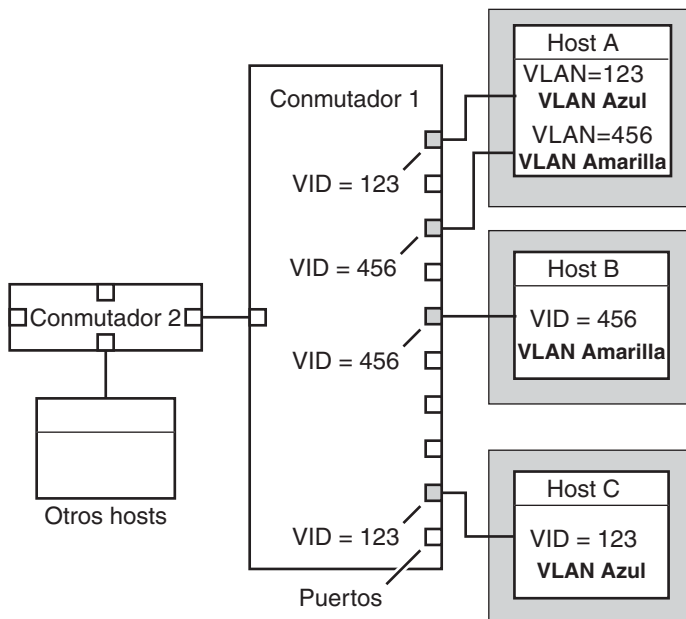 Conmutador 1
VID = 123
VID = 456
VID = 456
VID = 123
Puertos
Conmutador 2
Otros hosts
Host A
VLAN=123
VLAN Azul
VLAN=456
VLAN Amarilla
Host B
VID = 456
VLAN Amarilla
Host C
VID = 123
VLAN Azul